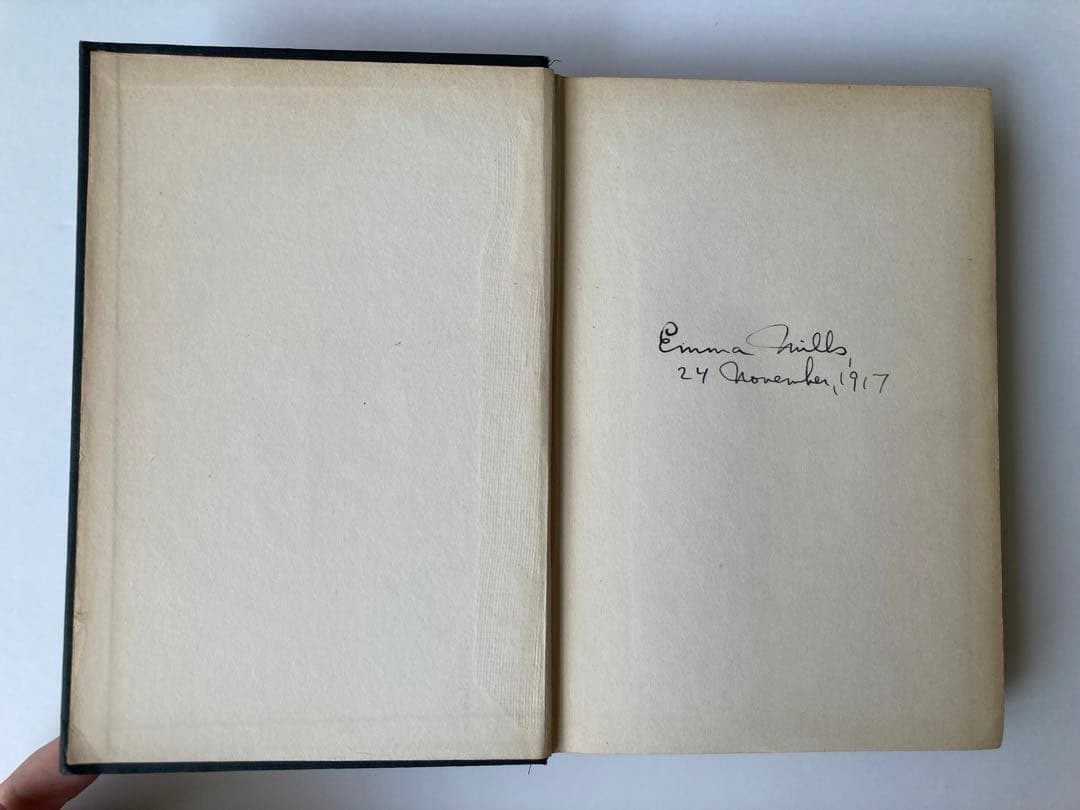 Emma Mills,
24 November, 1917